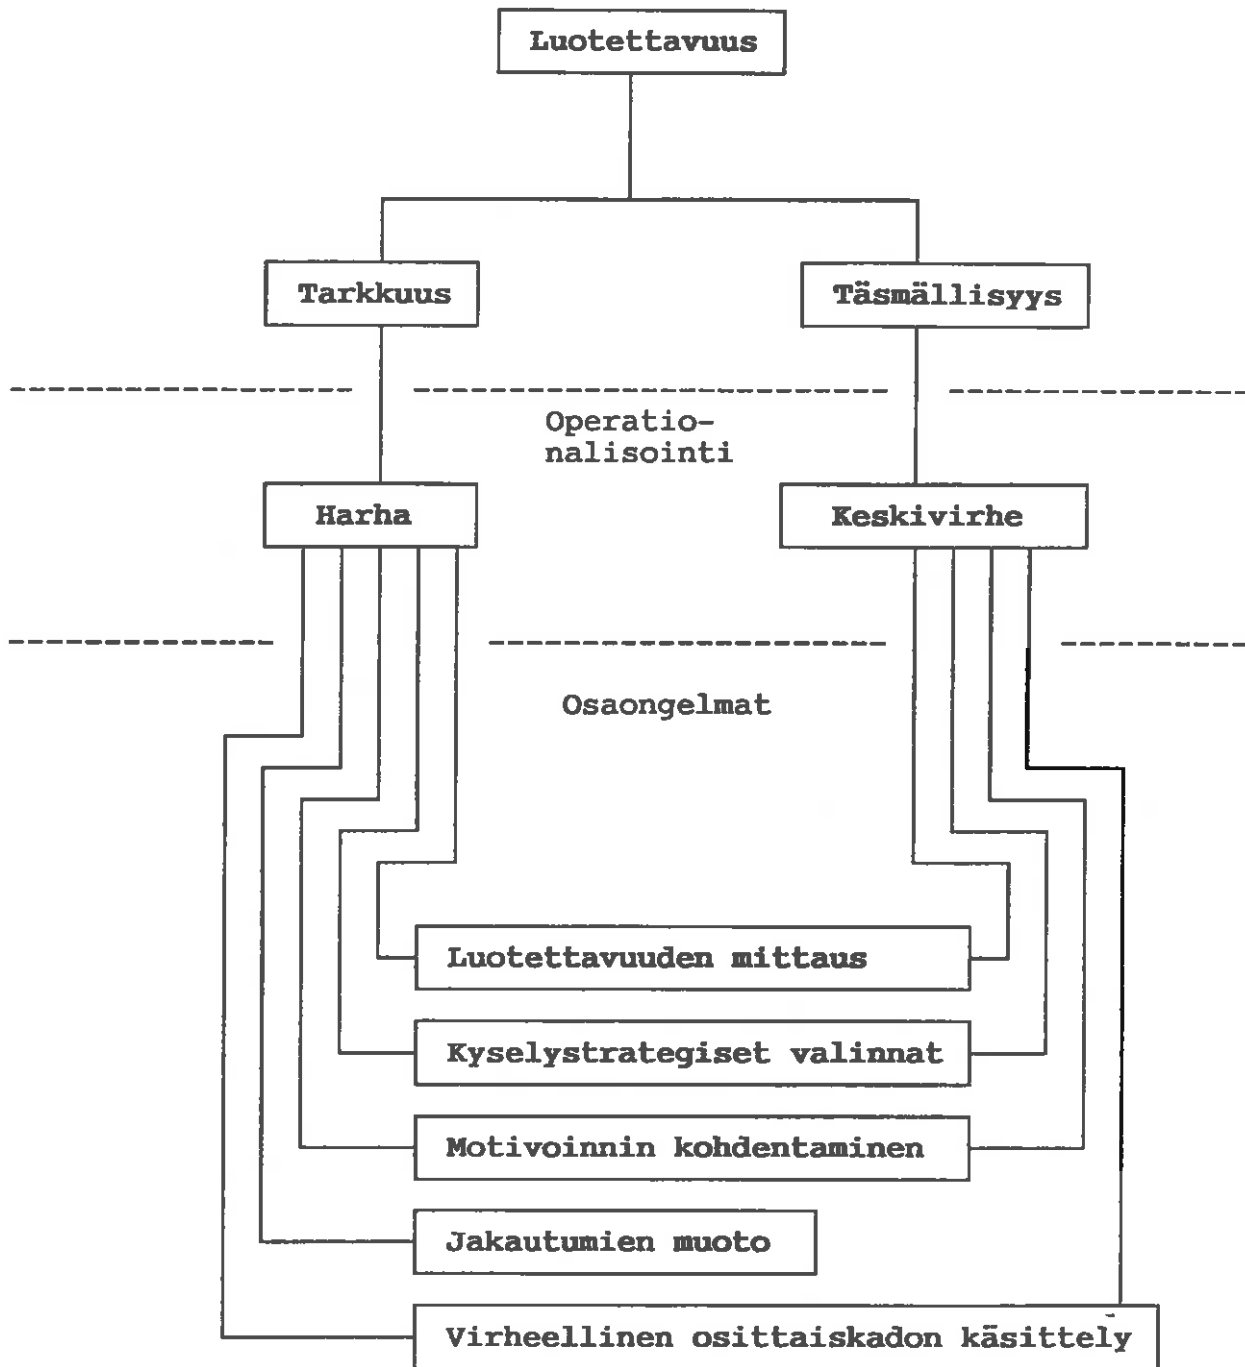 Luotettavuus
Tarkkuus
Täsmällisyys
Operatio-
nalisointi
Harha
Keskivirhe
Osaongelmat
Luotettavuuden mittaus
Kyselystrategiset valinnat
Motivoinnin kohdentaminen
Jakautumien muoto
Virheellinen osittaiskadon käsittely